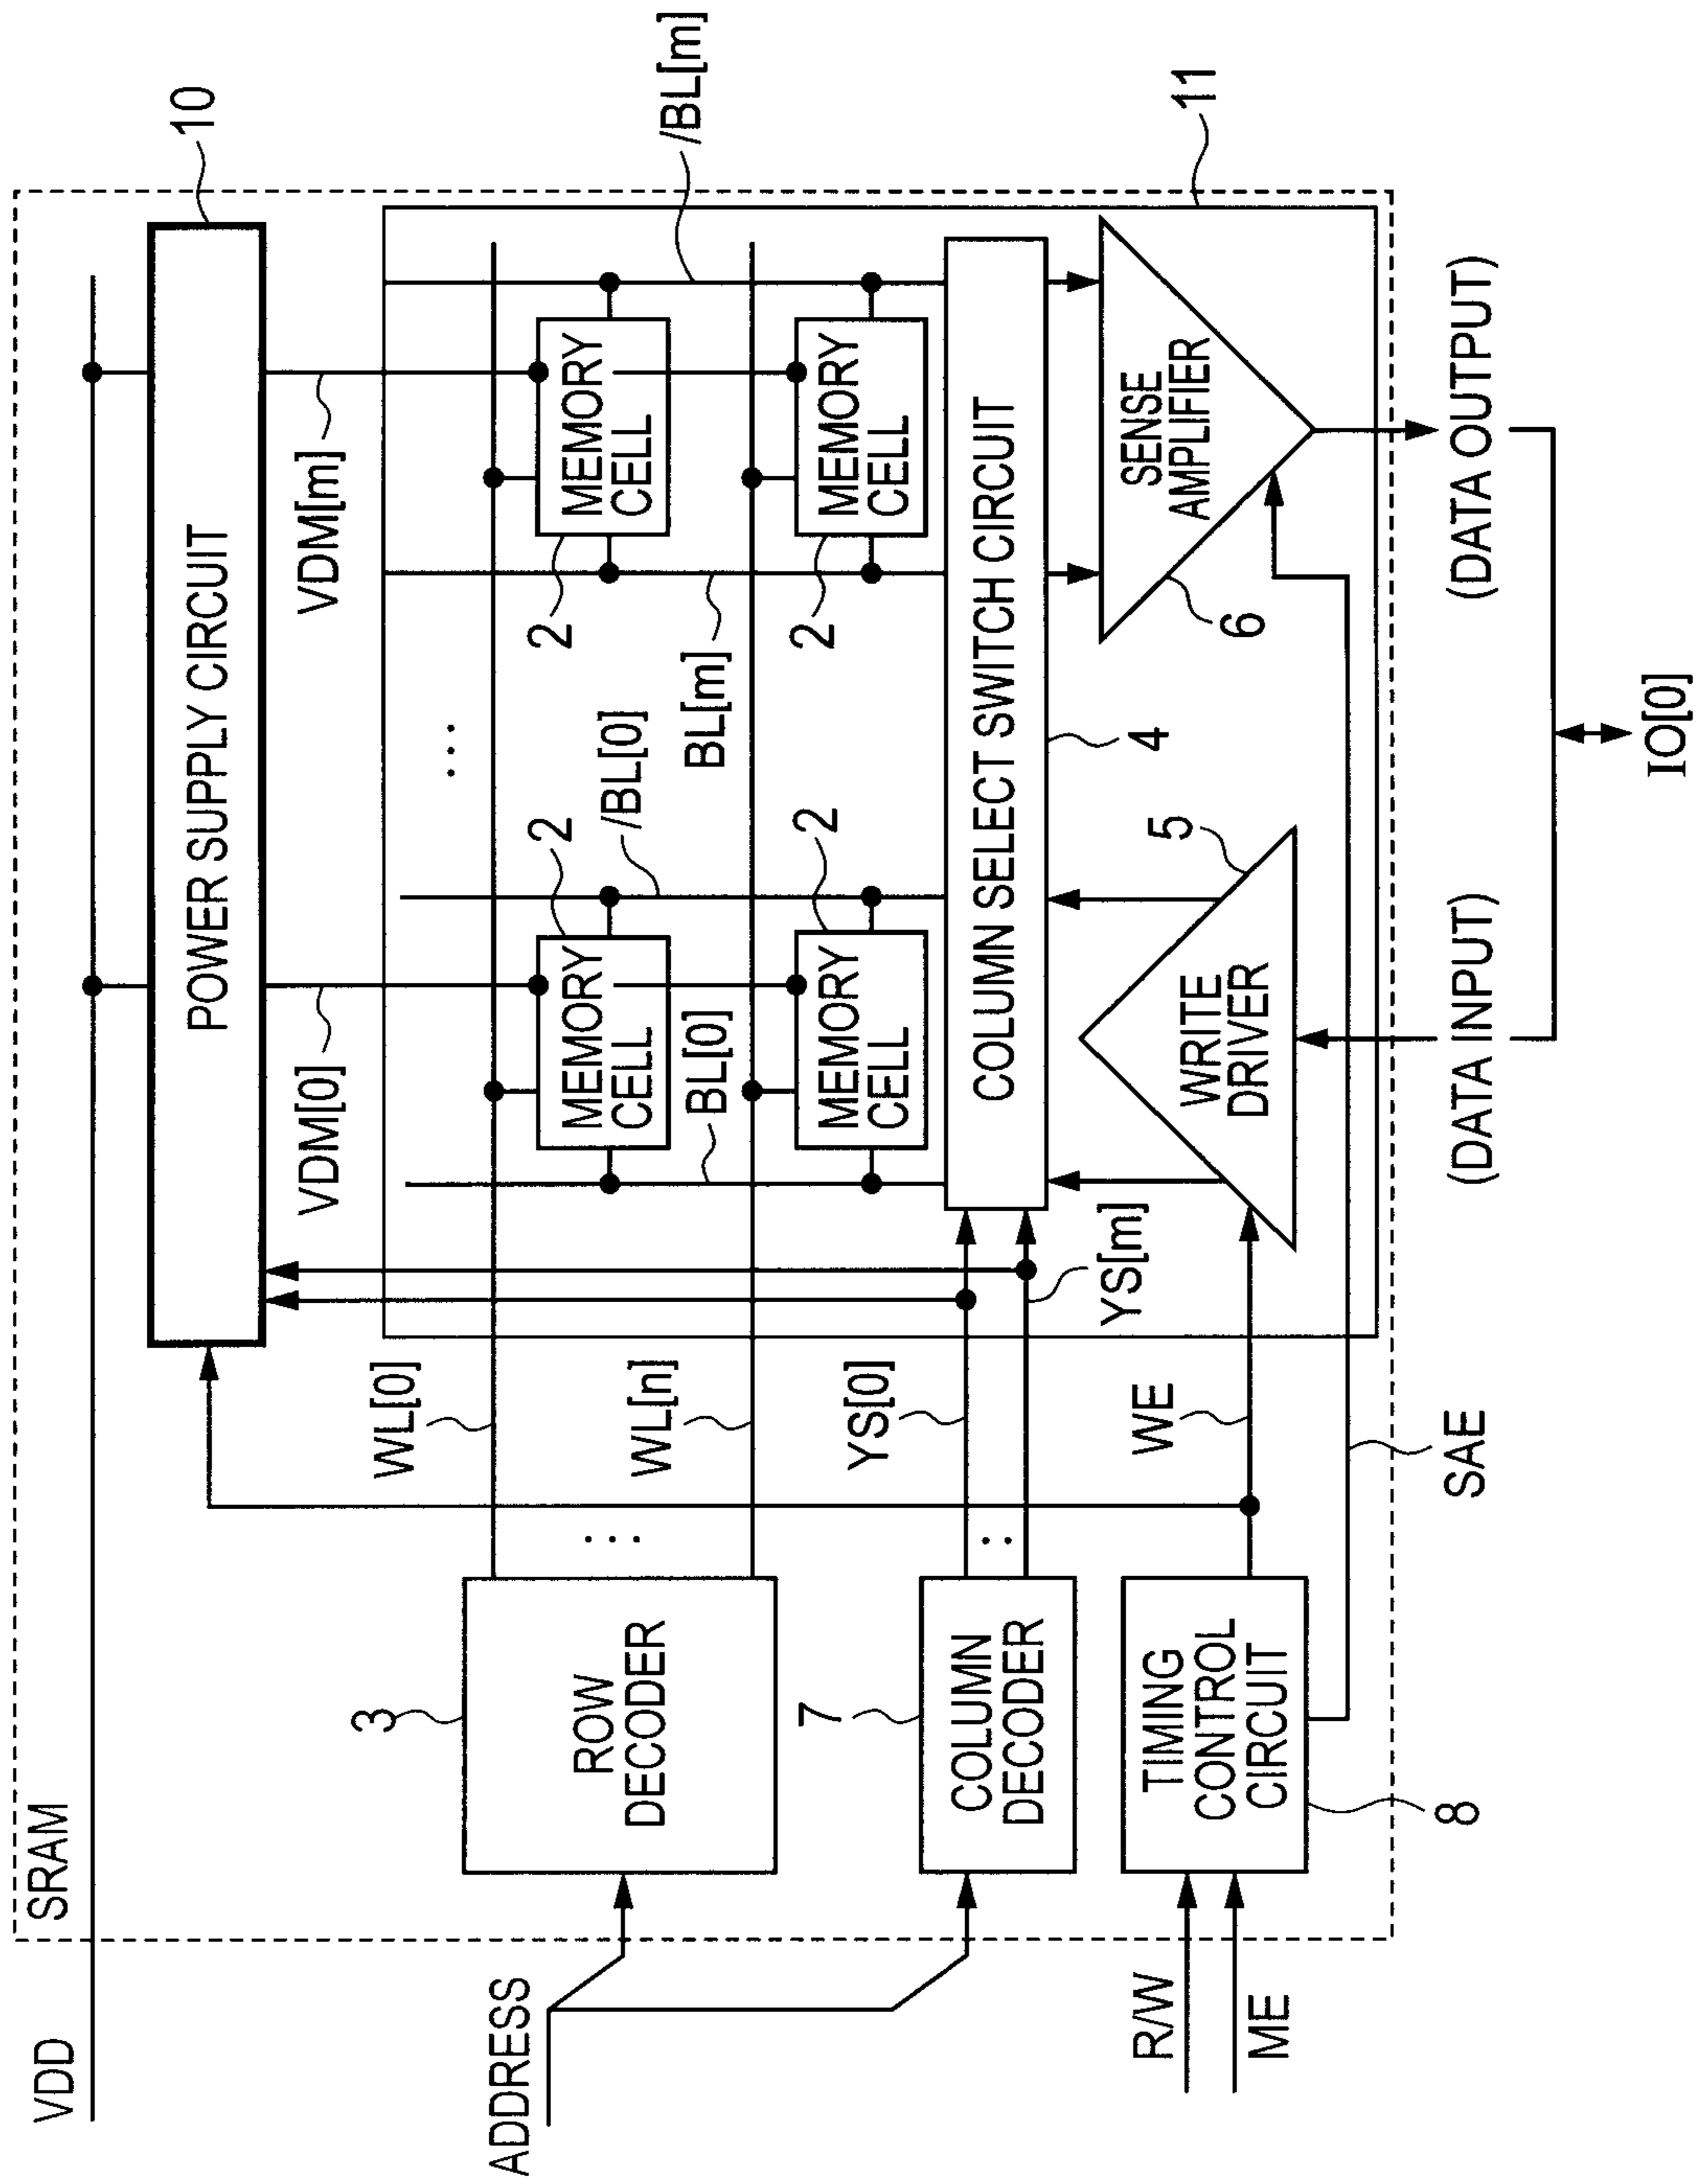 SRAM
VDD
10
POWER SUPPLY CIRCUIT
VDM[0]
VDM[m]
/BL[m]
WL[0]
2
2
...
3
ROW
DECODER
...
MEMORY
CELL
MEMORY
CELL
/BL[0]
BL[0]
BL[m]
WL[n]
2
2
ADDRESS
MEMORY
CELL
MEMORY
CELL
YS[0]
7
COLUMN
DECODER
..
COLUMN SELECT SWITCH CIRCUIT
YS[m]
4
11
R/W
ME
TIMING
CONTROL
CIRCUIT
8
WE
WRITE
DRIVER
5
SENSE
AMPLIFIER
6
SAE
(DATA INPUT)
(DATA OUTPUT)
IO[0]